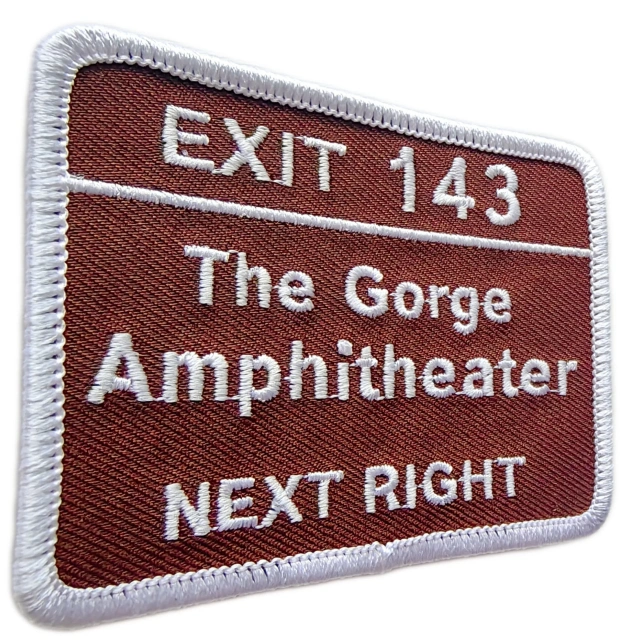 EXIT 143
The Gorge
Amphitheater
NEXT RIGHT